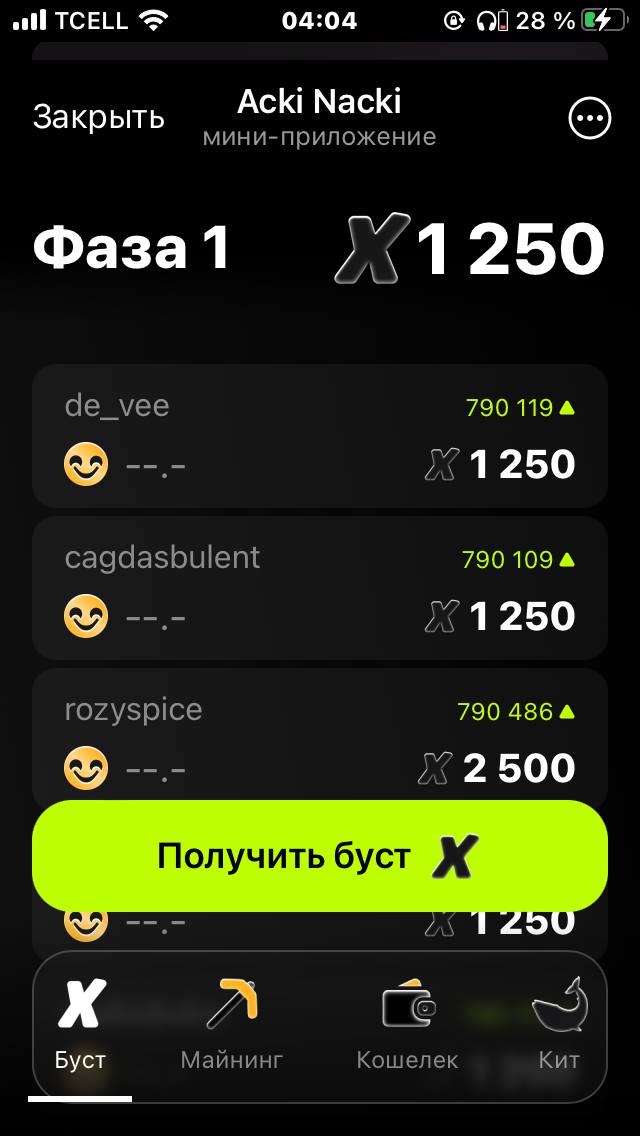 TCELL 04:04 28 %
Закрыть
Acki Nacki
мини-приложение
Фаза 1 X 1 250
de_vee 790 119
--.- X 1 250
cagdasbulent 790 109
--.- X 1 250
rozyspice 790 486
--.- X 2 500
Получить буст X
--.- X 1 250
Буст Майнинг Кошелек Кит